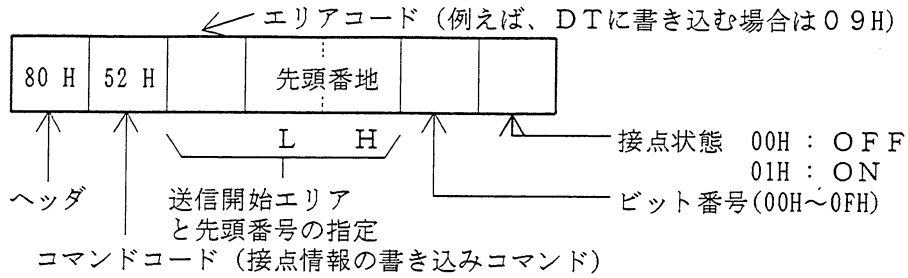 エリアコード (例えば、DTに書き込む場合は09H)
80 H 52 H 先頭番地
L H
接点状態 00H : OFF
01H : ON
ビット番号(00H～0FH)
ヘッダ
送信開始エリア
と先頭番号の指定
コマンドコード (接点情報の書き込みコマンド)